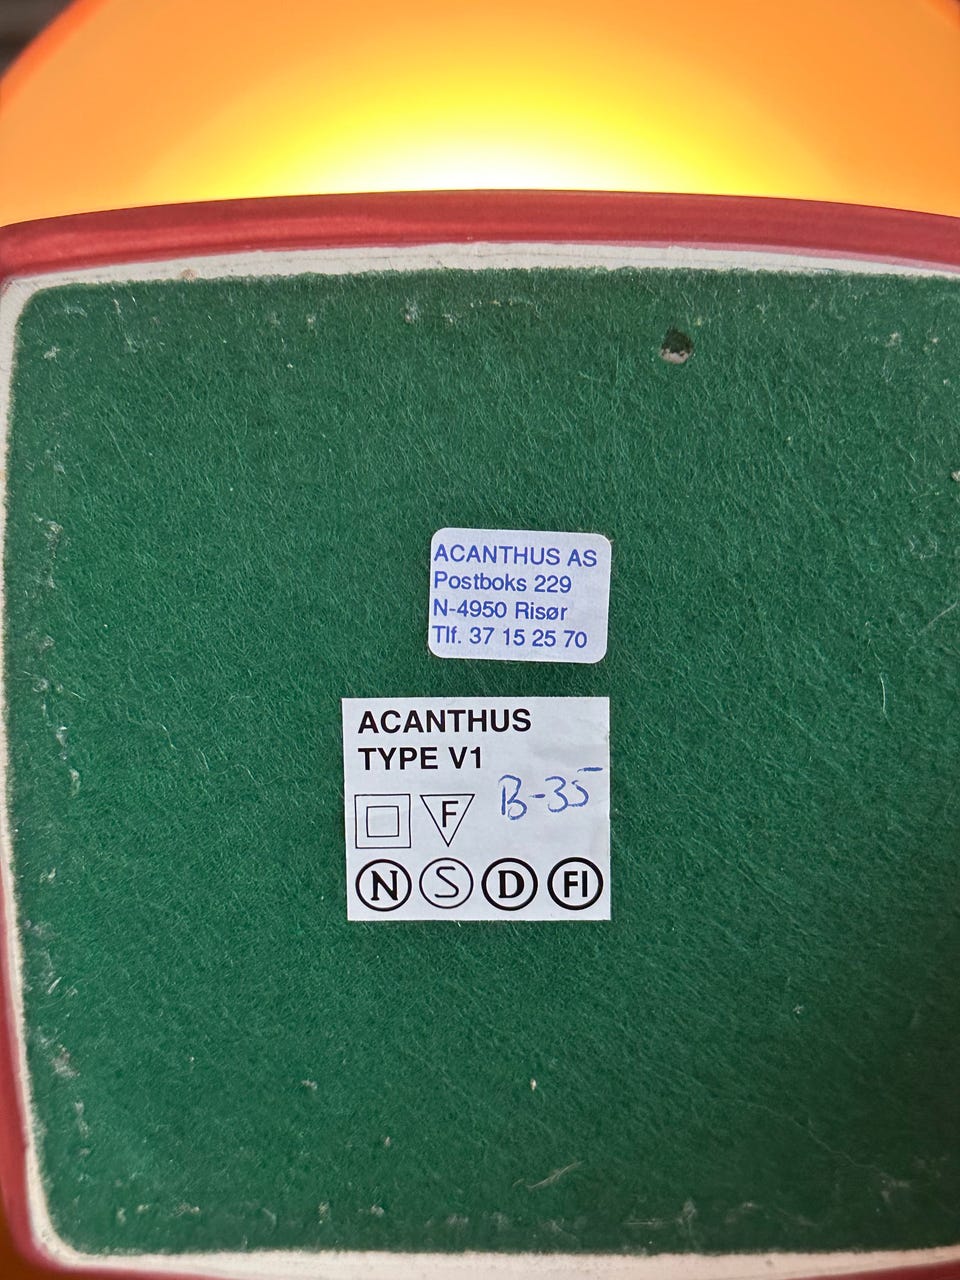 ACANTHUS AS
Postboks 229
N-4950 Risør
Tlf. 37 15 25 70
ACANTHUS
TYPE V1
B-35
F
N S D FI